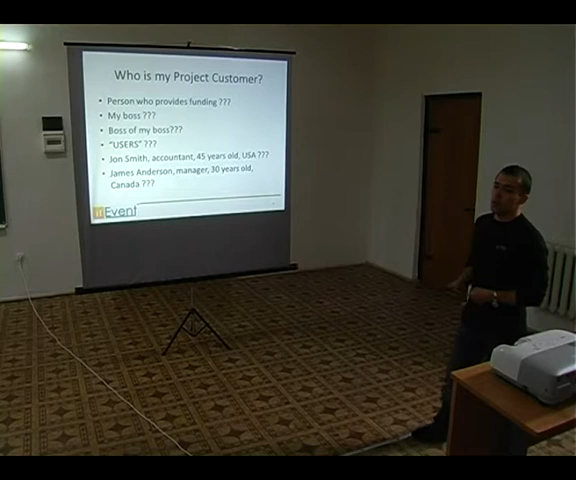 Who is my Project Customer?
• Person who provides funding ???
• My boss ???
• Boss of my boss???
• "USERS" ???
• Jon Smith, accountant, 45 years old, USA ???
• James Anderson, manager, 30 years old,
Canada ???
itEvent